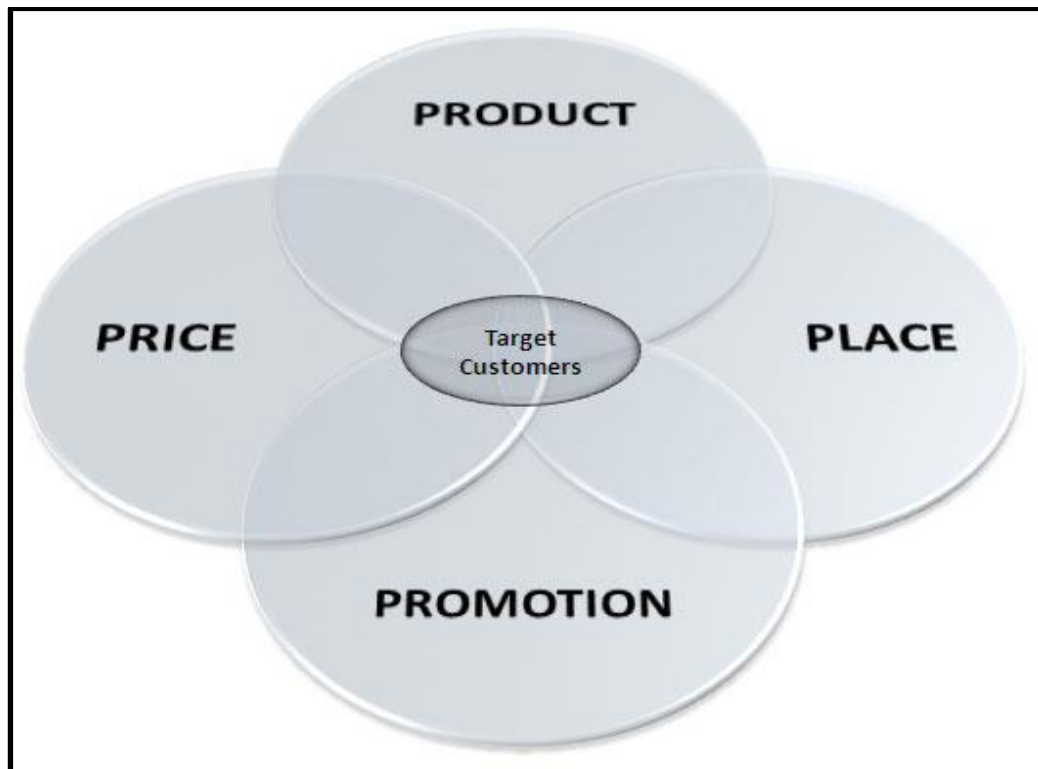 PRODUCT
PRICE
Target
Customers
PLACE
PROMOTION